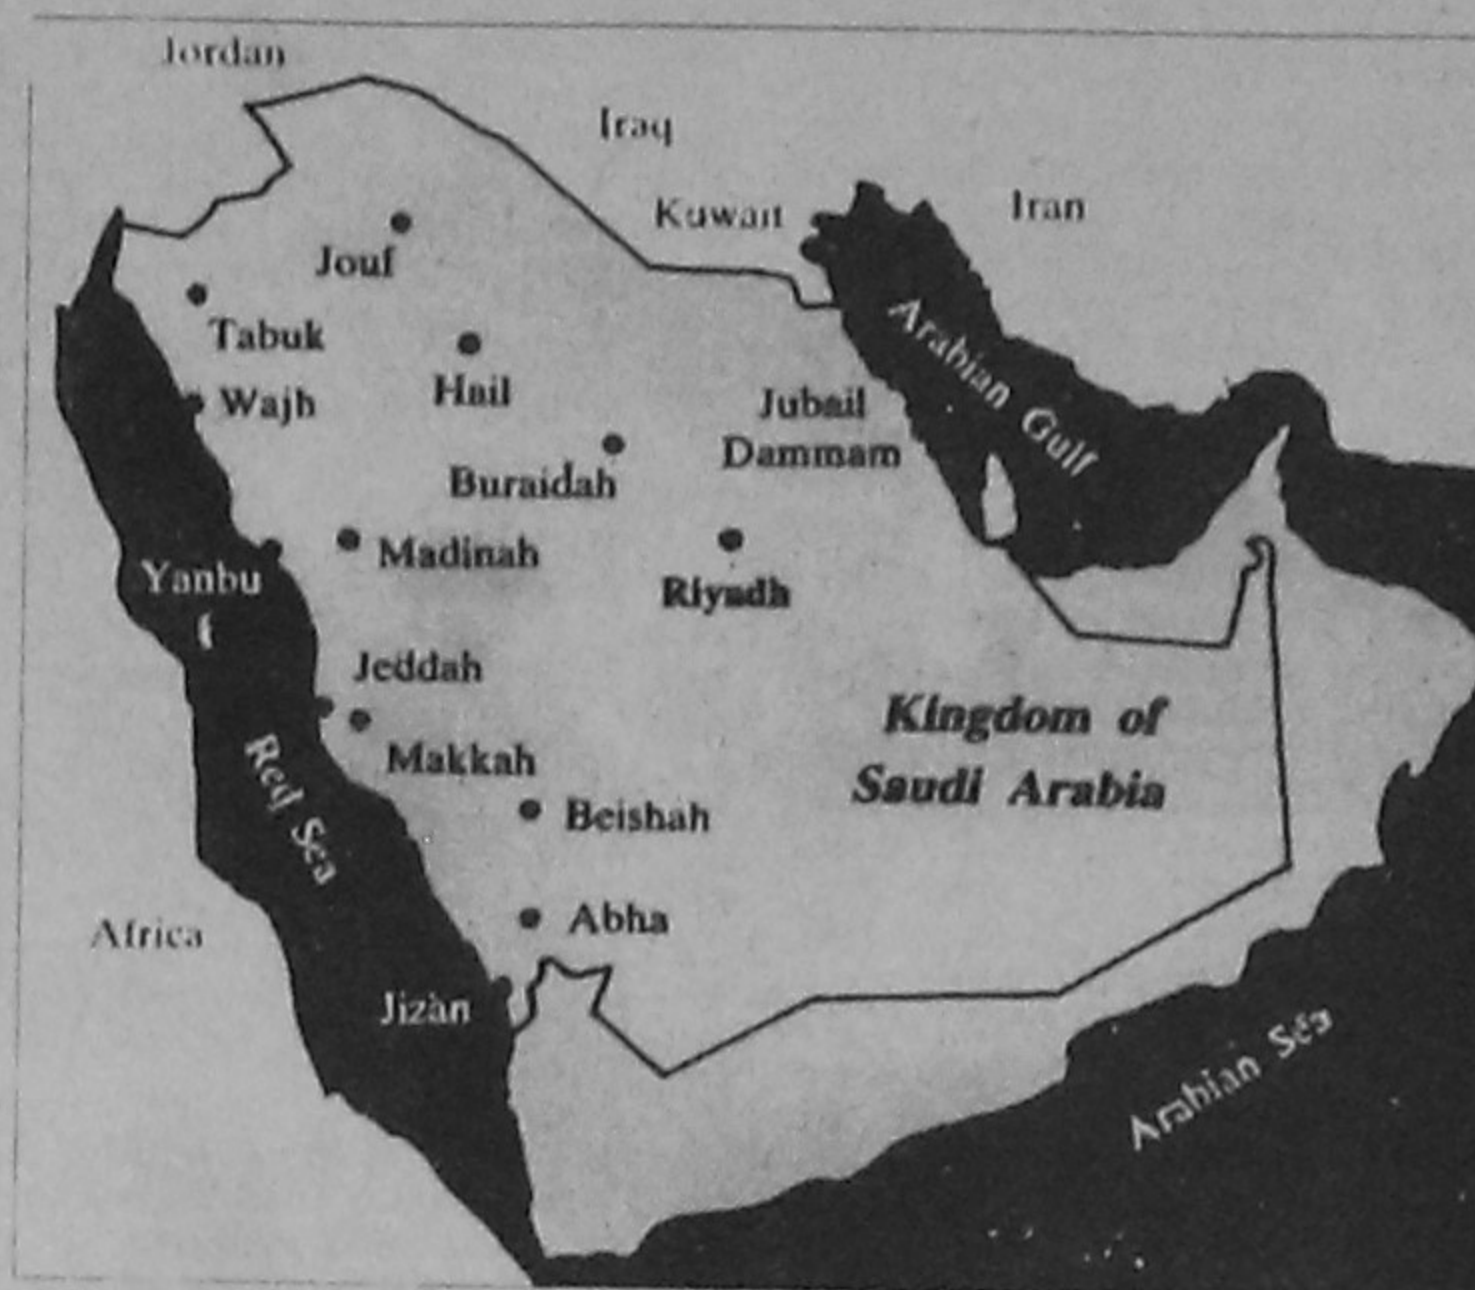 Jordan
Iraq
Kuwait
Iran
Jouf
Arabian Gulf
Tabuk
Hail
Wajh
Jubail
Dammam
Buraidah
Madinah
Yanbu
Riyadh
Jeddah
Kingdom of
Saudi Arabia
Makkah
Red Sea
Beishah
Abha
Africa
Jizan
Arabian Sea